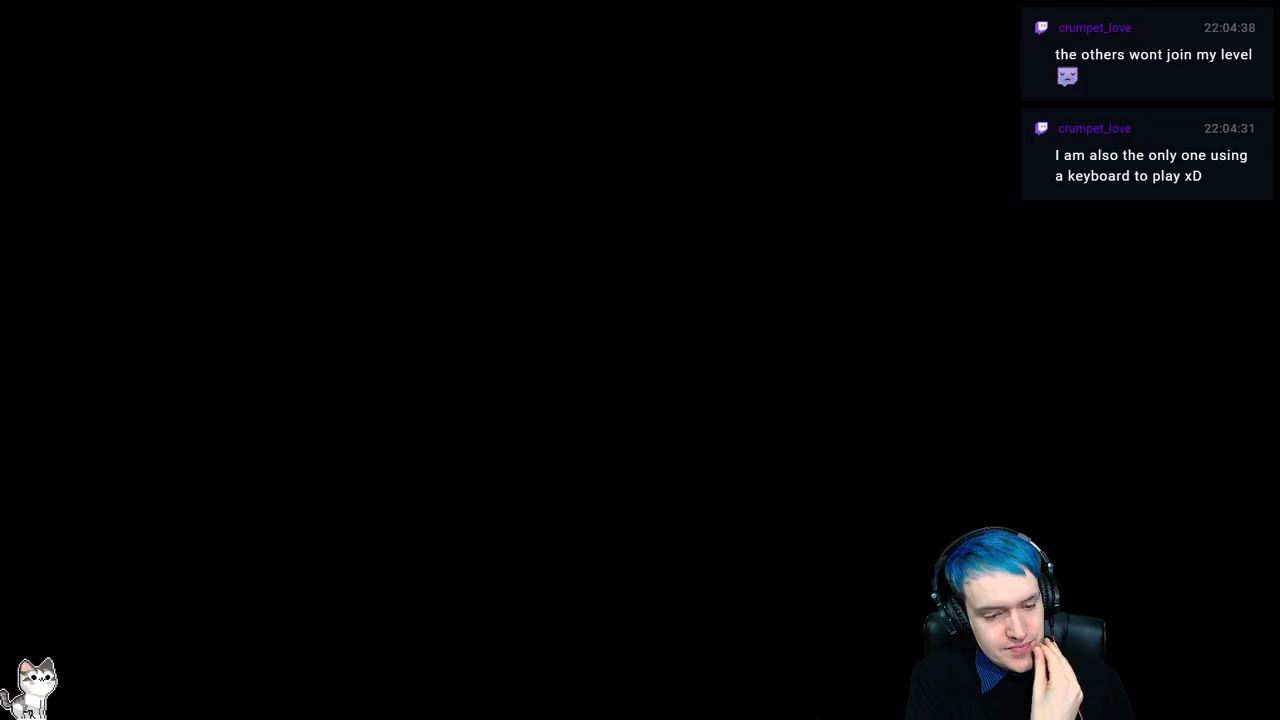 crumpet_love 22:04:38
the others wont join my level
crumpet_love 22:04:31
I am also the only one using
a keyboard to play xD